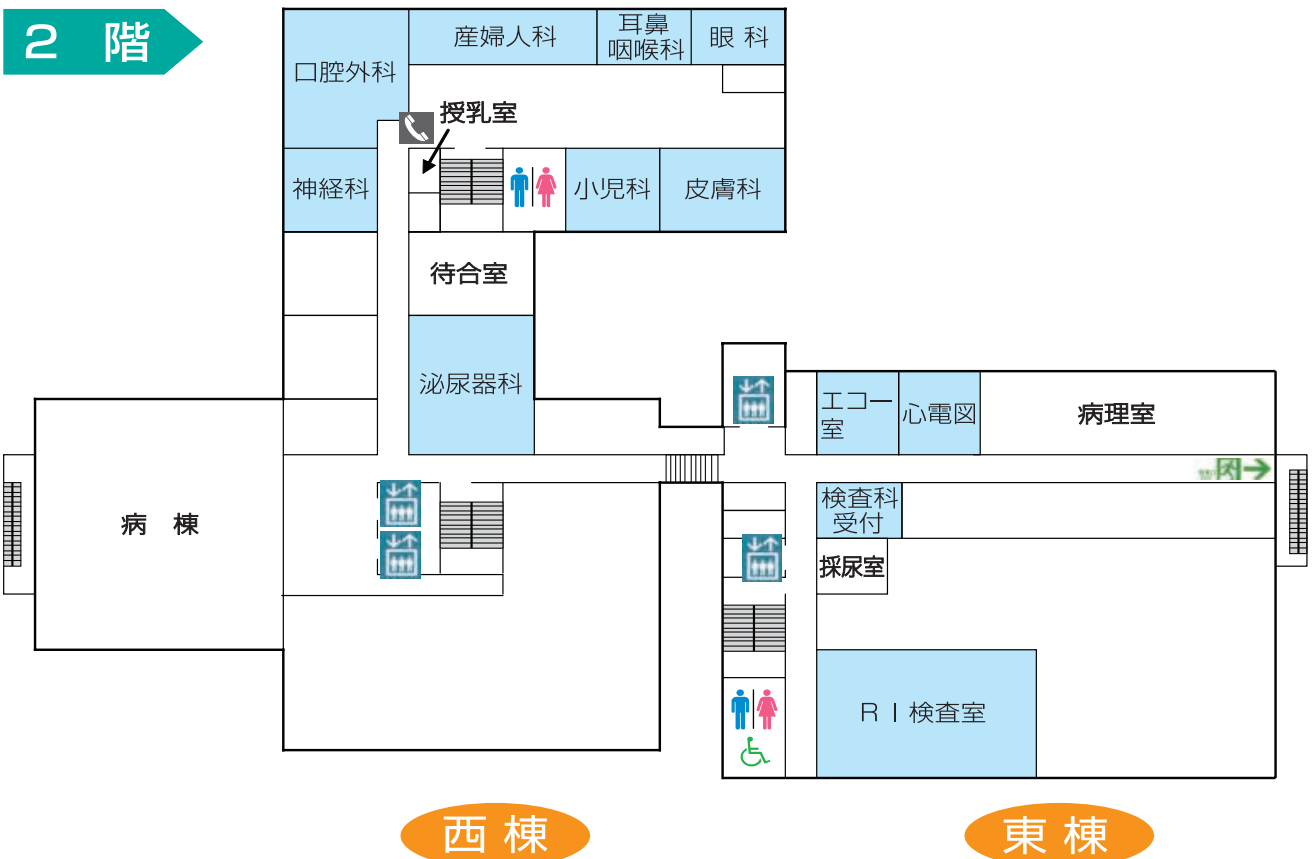 2 階
産婦人科
耳鼻
咽喉科
眼 科
口腔外科
授乳室
神経科
小児科
皮膚科
待合室
泌尿器科
エコー
室
心電図
病理室
病 棟
検査科
受付
採尿室
RI検査室
西 棟
東 棟